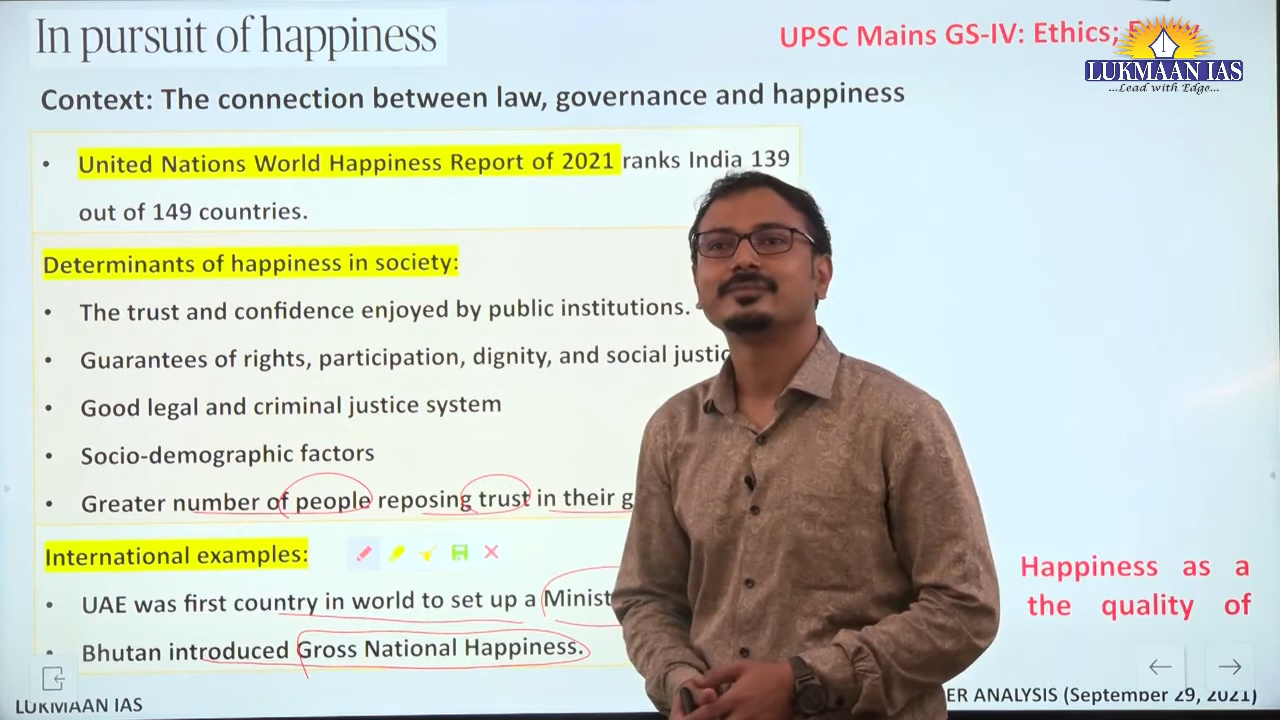 In pursuit of happiness
UPSC Mains GS-IV: Ethics;
LUKMAAN IAS
...Lead with Edge...
Context: The connection between law, governance and happiness
• United Nations World Happiness Report of 2021 ranks India 139
out of 149 countries.
Determinants of happiness in society:
• The trust and confidence enjoyed by public institutions.
• Guarantees of rights, participation, dignity, and social
• Good legal and criminal justice system
• Socio-demographic factors
• Greater number of people reposing trust in their
International examples:
• UAE was first country in world to set up a
• Bhutan introduced Gross National Happiness.
Happiness as a
the quality of
LUKMAAN IAS
ANALYSIS (September 29, 2021)